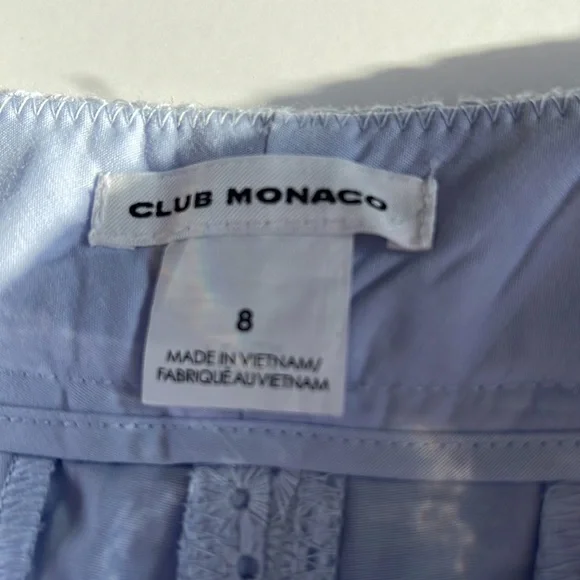 CLUB MONACO
8
MADE IN VIETNAM/
FABRIQUÉ AU VIETNAM